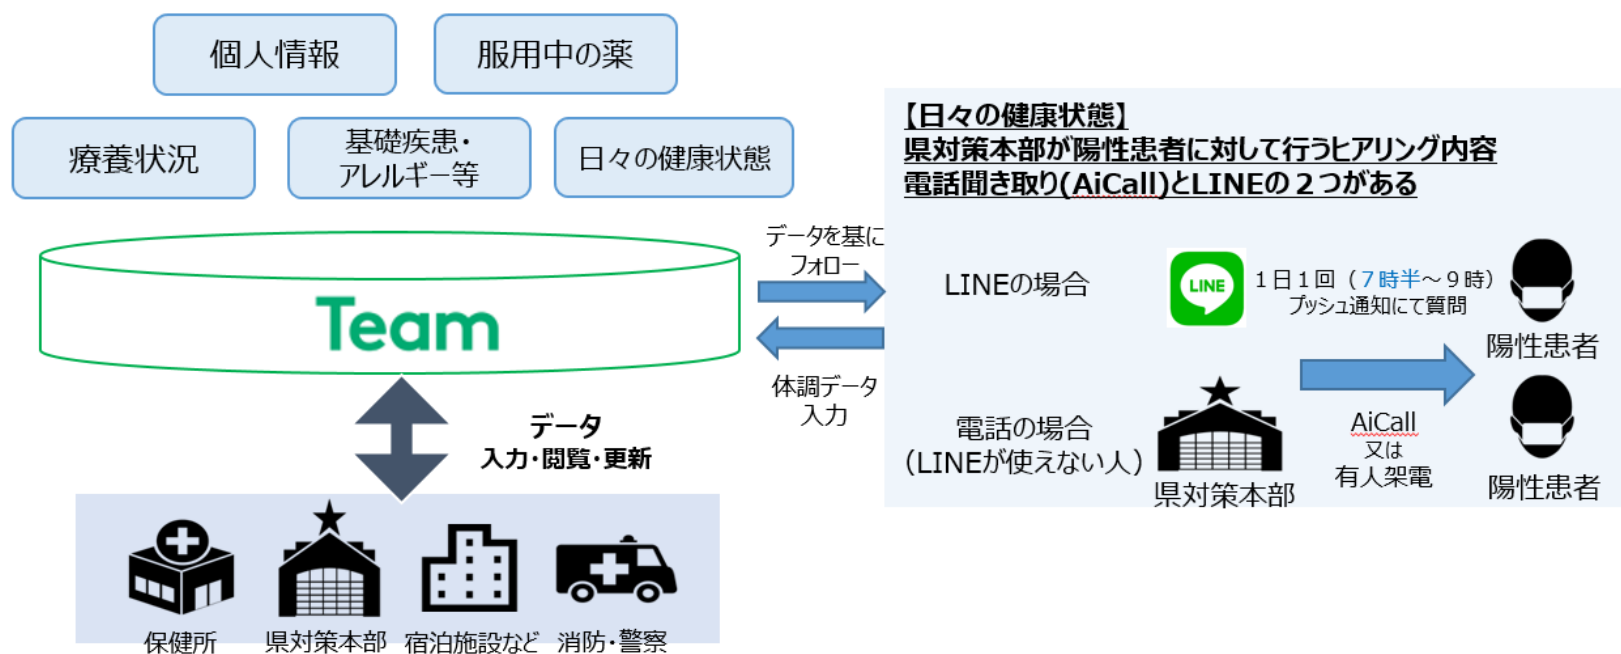 個人情報
服用中の薬
療養状況
基礎疾患・
アレルギー等
日々の健康状態
Team
データ
入力・閲覧・更新
保健所
県対策本部
宿泊施設など
消防・警察
データを基に
フォロー
体調データ
入力
【日々の健康状態】
県対策本部が陽性患者に対して行うヒアリング内容
電話聞き取り(AiCall)とLINEの２つがある
LINEの場合
LINE
１日１回（７時半～９時）
プッシュ通知にて質問
陽性患者
電話の場合
（LINEが使えない人）
県対策本部
AiCall
又は
有人架電
陽性患者